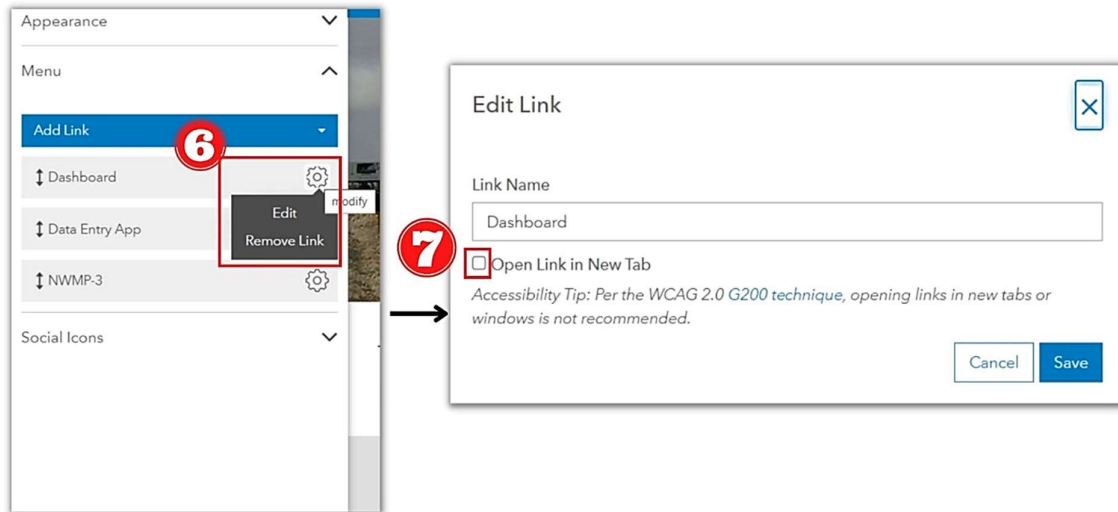 Appearance
Menu
Add Link
6
Dashboard
modify
Edit
Data Entry App
Remove Link
NWMP-3
Social Icons
Edit Link
Link Name
Dashboard
7
Open Link in New Tab
Accessibility Tip: Per the WCAG 2.0 G200 technique, opening links in new tabs or
windows is not recommended.
Cancel Save